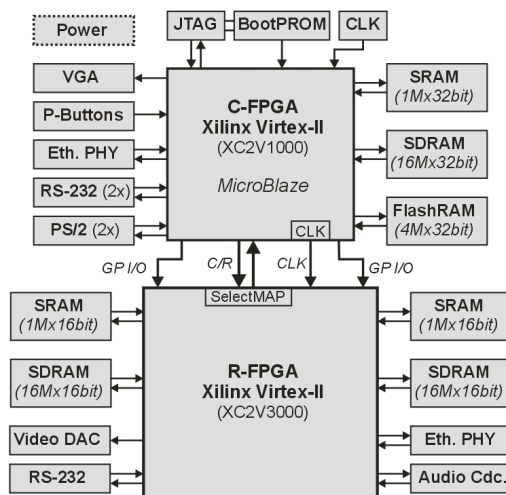 Power
JTAG
BootPROM
CLK
VGA
P-Buttons
Eth. PHY
RS-232 (2x)
PS/2 (2x)
C-FPGA
Xilinx Virtex-II
(XC2V1000)
MicroBlaze
CLK
SRAM
(1Mx32bit)
SDRAM
(16Mx32bit)
FlashRAM
(4Mx32bit)
GP I/O
C/R
CLK
GP I/O
SelectMAP
R-FPGA
Xilinx Virtex-II
(XC2V3000)
SRAM
(1Mx16bit)
SDRAM
(16Mx16bit)
Video DAC
RS-232
SRAM
(1Mx16bit)
SDRAM
(16Mx16bit)
Eth. PHY
Audio Cdc.